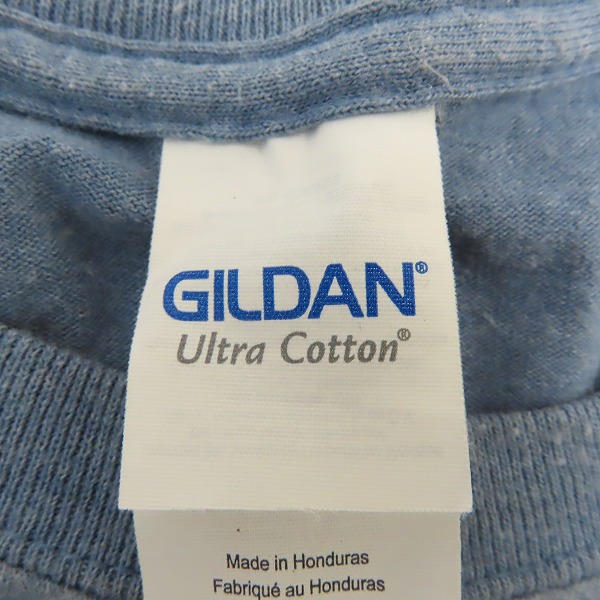 GILDAN®
Ultra Cotton®
Made in Honduras
Fabriqué au Honduras